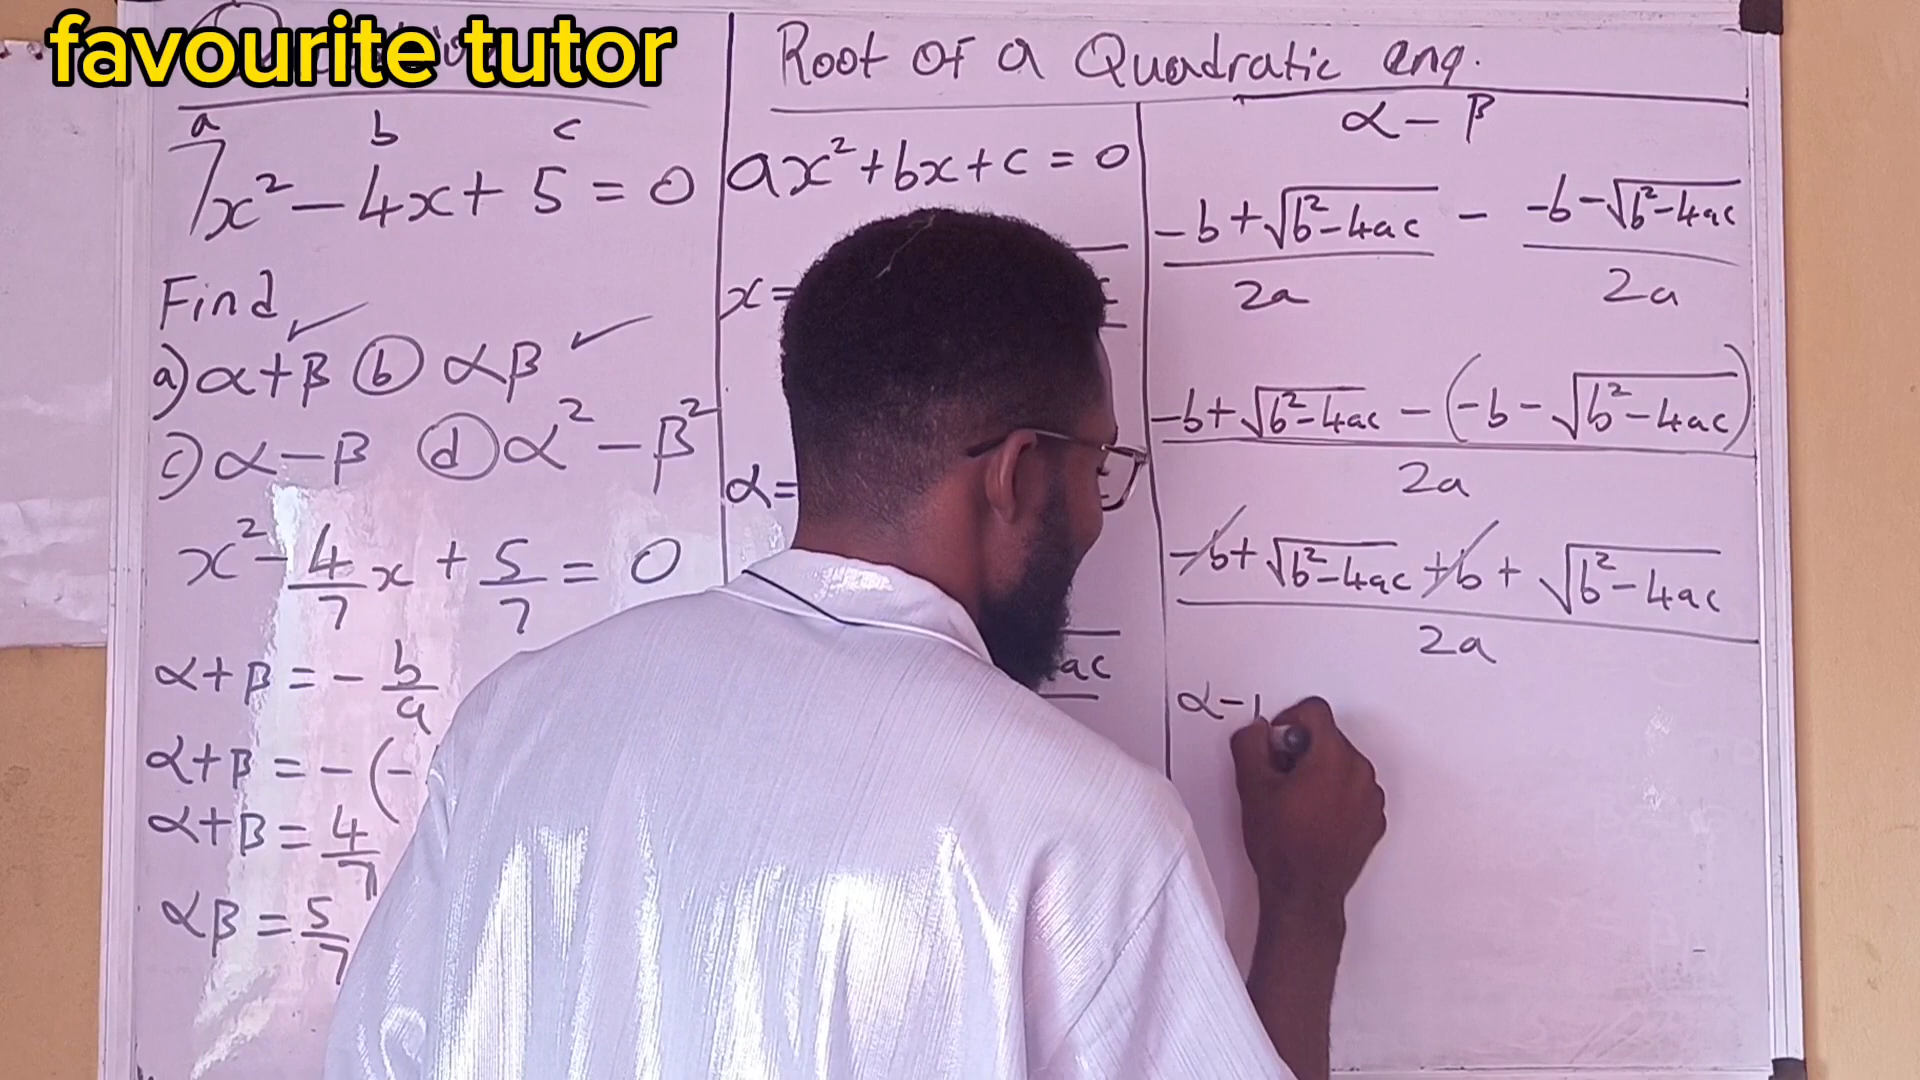 favourite tutor
a b c
7x² - 4x + 5 = 0
Find
a) α+β (b) αβ
c) α-β (d) α² - β²
x² - 4/7 x + 5/7 = 0
α+β = - b/a
α+β = - (-
α+β = 4/7
αβ = 5/7
Root of a Quadratic enq.
ax² + bx + c = 0
x=
α=
ac
α - β
(-b + √(b² - 4ac))/2a - (-b - √(b² - 4ac))/2a
(-b + √(b² - 4ac) - (-b - √(b² - 4ac)))/2a
(-b + √(b² - 4ac) + b + √(b² - 4ac))/2a
α-